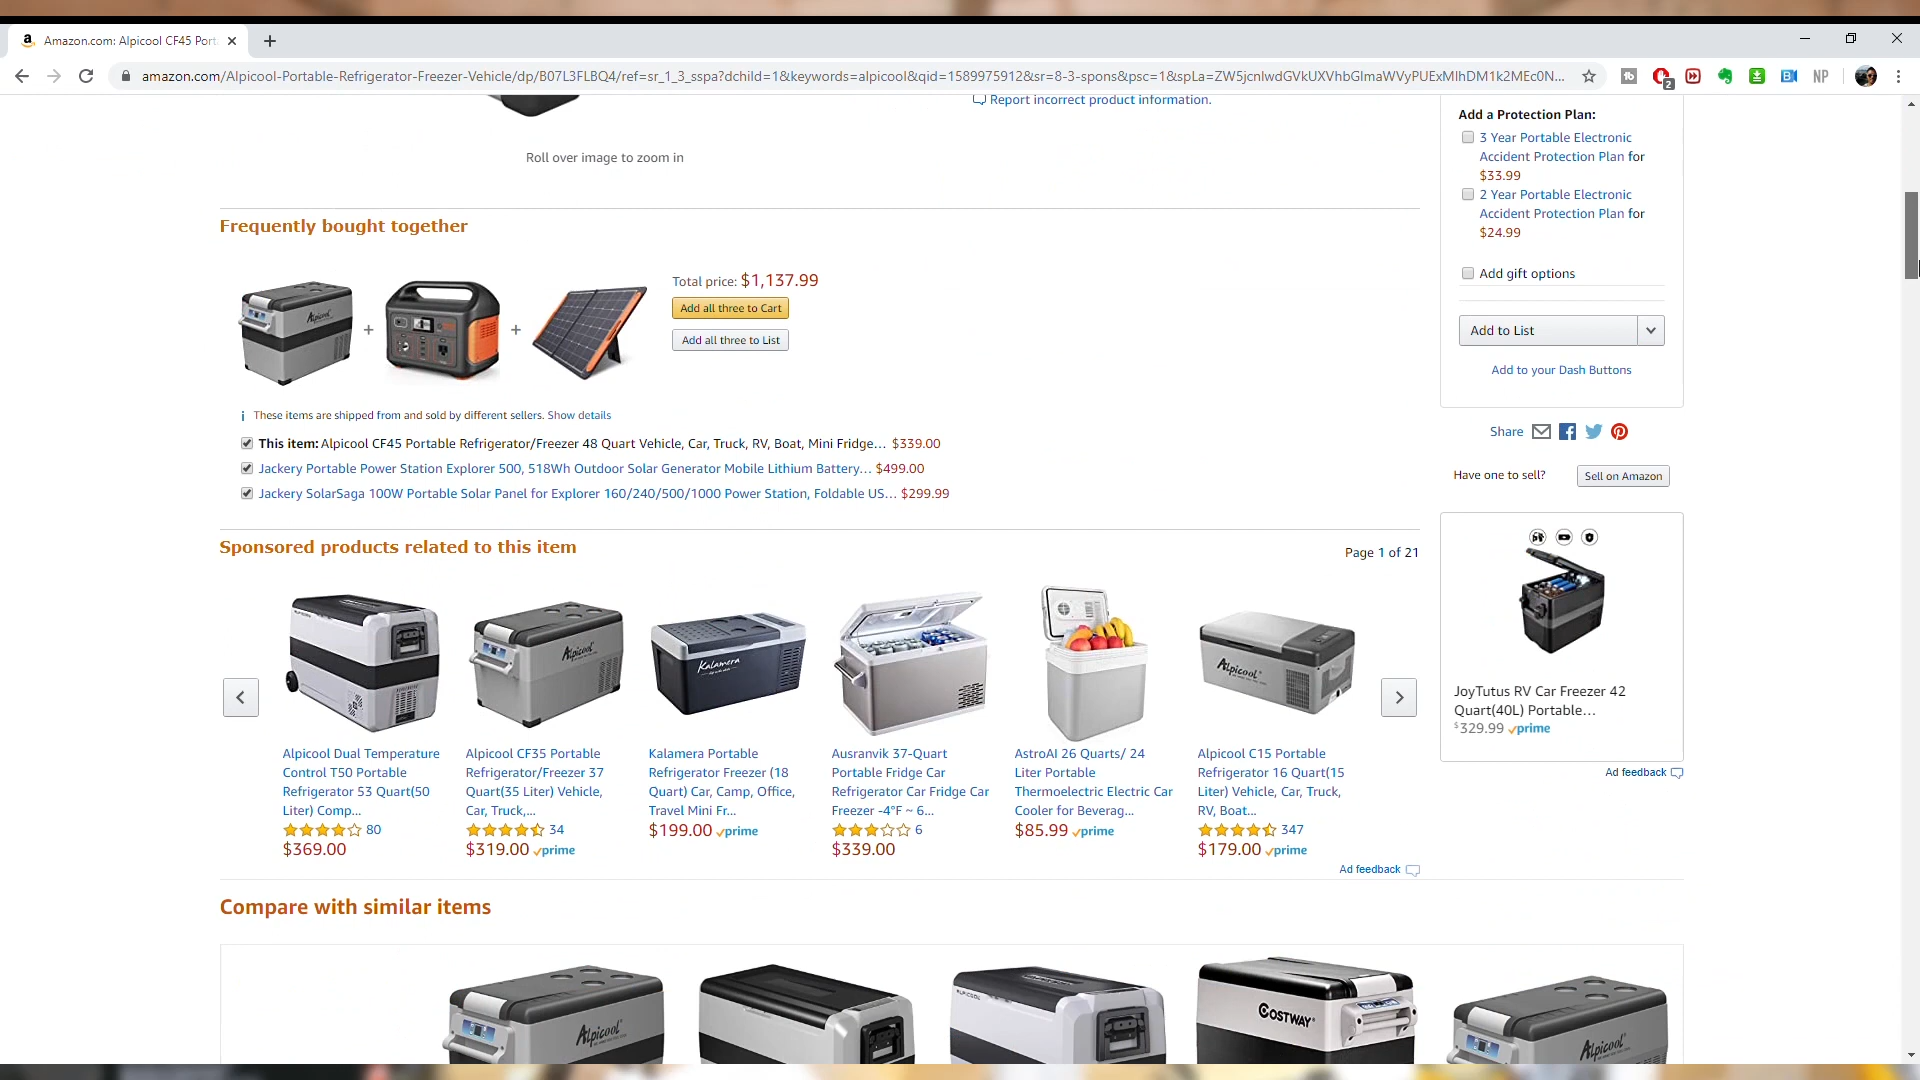 Amazon.com: Alpicool CF45 Port
amazon.com/Alpicool-Portable-Refrigerator-Freezer-Vehicle/dp/B07L3FLBQ4/ref=sr_1_3_sspa?dchild=1&keywords=alpicool&qid=1589975912&sr=8-3-spons&psc=1&spLa=ZW5jcnlwdGVkUXVhbGlmaWVyPUExMlhDM1k2MEc0N...
2
NP
Report incorrect product information.
Roll over image to zoom in
Add a Protection Plan:
3 Year Portable Electronic
Accident Protection Plan for
$33.99
2 Year Portable Electronic
Accident Protection Plan for
$24.99
Add gift options
Add to List
Add to your Dash Buttons
Share
Have one to sell?
Sell on Amazon
Frequently bought together
Alpicool
+
+
Total price: $1,137.99
Add all three to Cart
Add all three to List
These items are shipped from and sold by different sellers. Show details
This item: Alpicool CF45 Portable Refrigerator/Freezer 48 Quart Vehicle, Car, Truck, RV, Boat, Mini Fridge... $339.00
Jackery Portable Power Station Explorer 500, 518Wh Outdoor Solar Generator Mobile Lithium Battery... $499.00
Jackery SolarSaga 100W Portable Solar Panel for Explorer 160/240/500/1000 Power Station, Foldable US... $299.99
Sponsored products related to this item
Page 1 of 21
Alpicool
Kalamera
Alpicool
Alpicool Dual Temperature
Control T50 Portable
Refrigerator 53 Quart(50
Liter) Comp...
80
$369.00
Alpicool CF35 Portable
Refrigerator/Freezer 37
Quart(35 Liter) Vehicle,
Car, Truck,...
34
$319.00 prime
Kalamera Portable
Refrigerator Freezer (18
Quart) Car, Camp, Office,
Travel Mini Fr...
$199.00 prime
Ausranvik 37-Quart
Portable Fridge Car
Refrigerator Car Fridge Car
Freezer -4°F ~ 6...
6
$339.00
AstroAI 26 Quarts/ 24
Liter Portable
Thermoelectric Electric Car
Cooler for Beverag...
$85.99 prime
Alpicool C15 Portable
Refrigerator 16 Quart(15
Liter) Vehicle, Car, Truck,
RV, Boat...
347
$179.00 prime
Ad feedback
JoyTutus RV Car Freezer 42
Quart(40L) Portable...
$329.99 prime
Ad feedback
Compare with similar items
Alpicool
ALPICOOL
COSTWAY
Alpicool